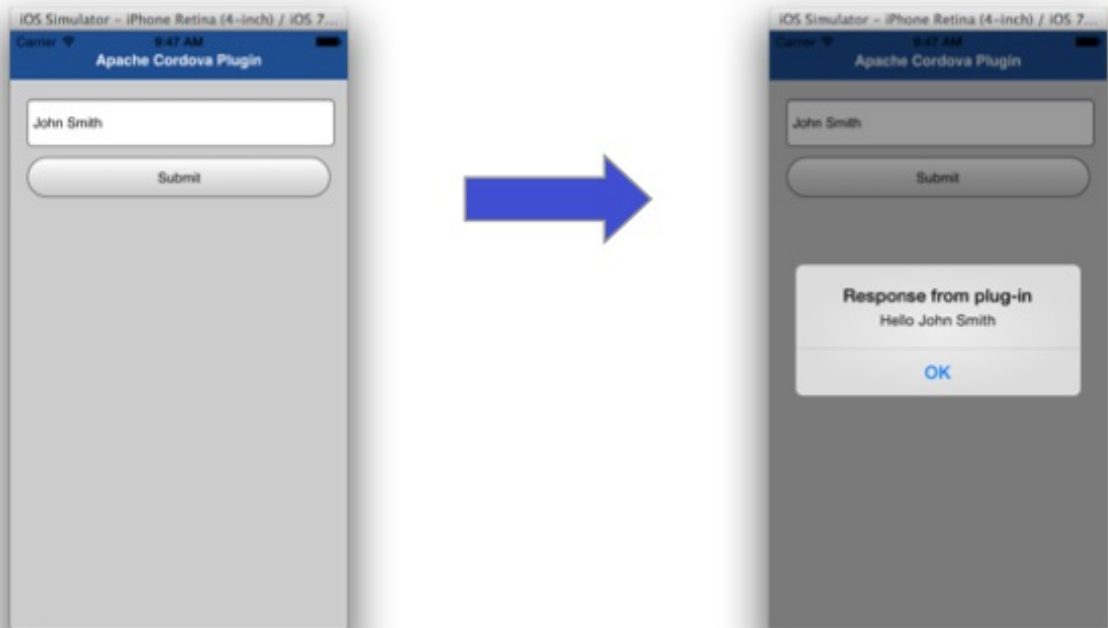 iOS Simulator - iPhone Retina (4-inch) / iOS 7...
Carrier 9:47 AM
Apache Cordova Plugin
John Smith
Submit
iOS Simulator - iPhone Retina (4-inch) / iOS 7...
Carrier 9:47 AM
Apache Cordova Plugin
John Smith
Submit
Response from plug-in
Hello John Smith
OK